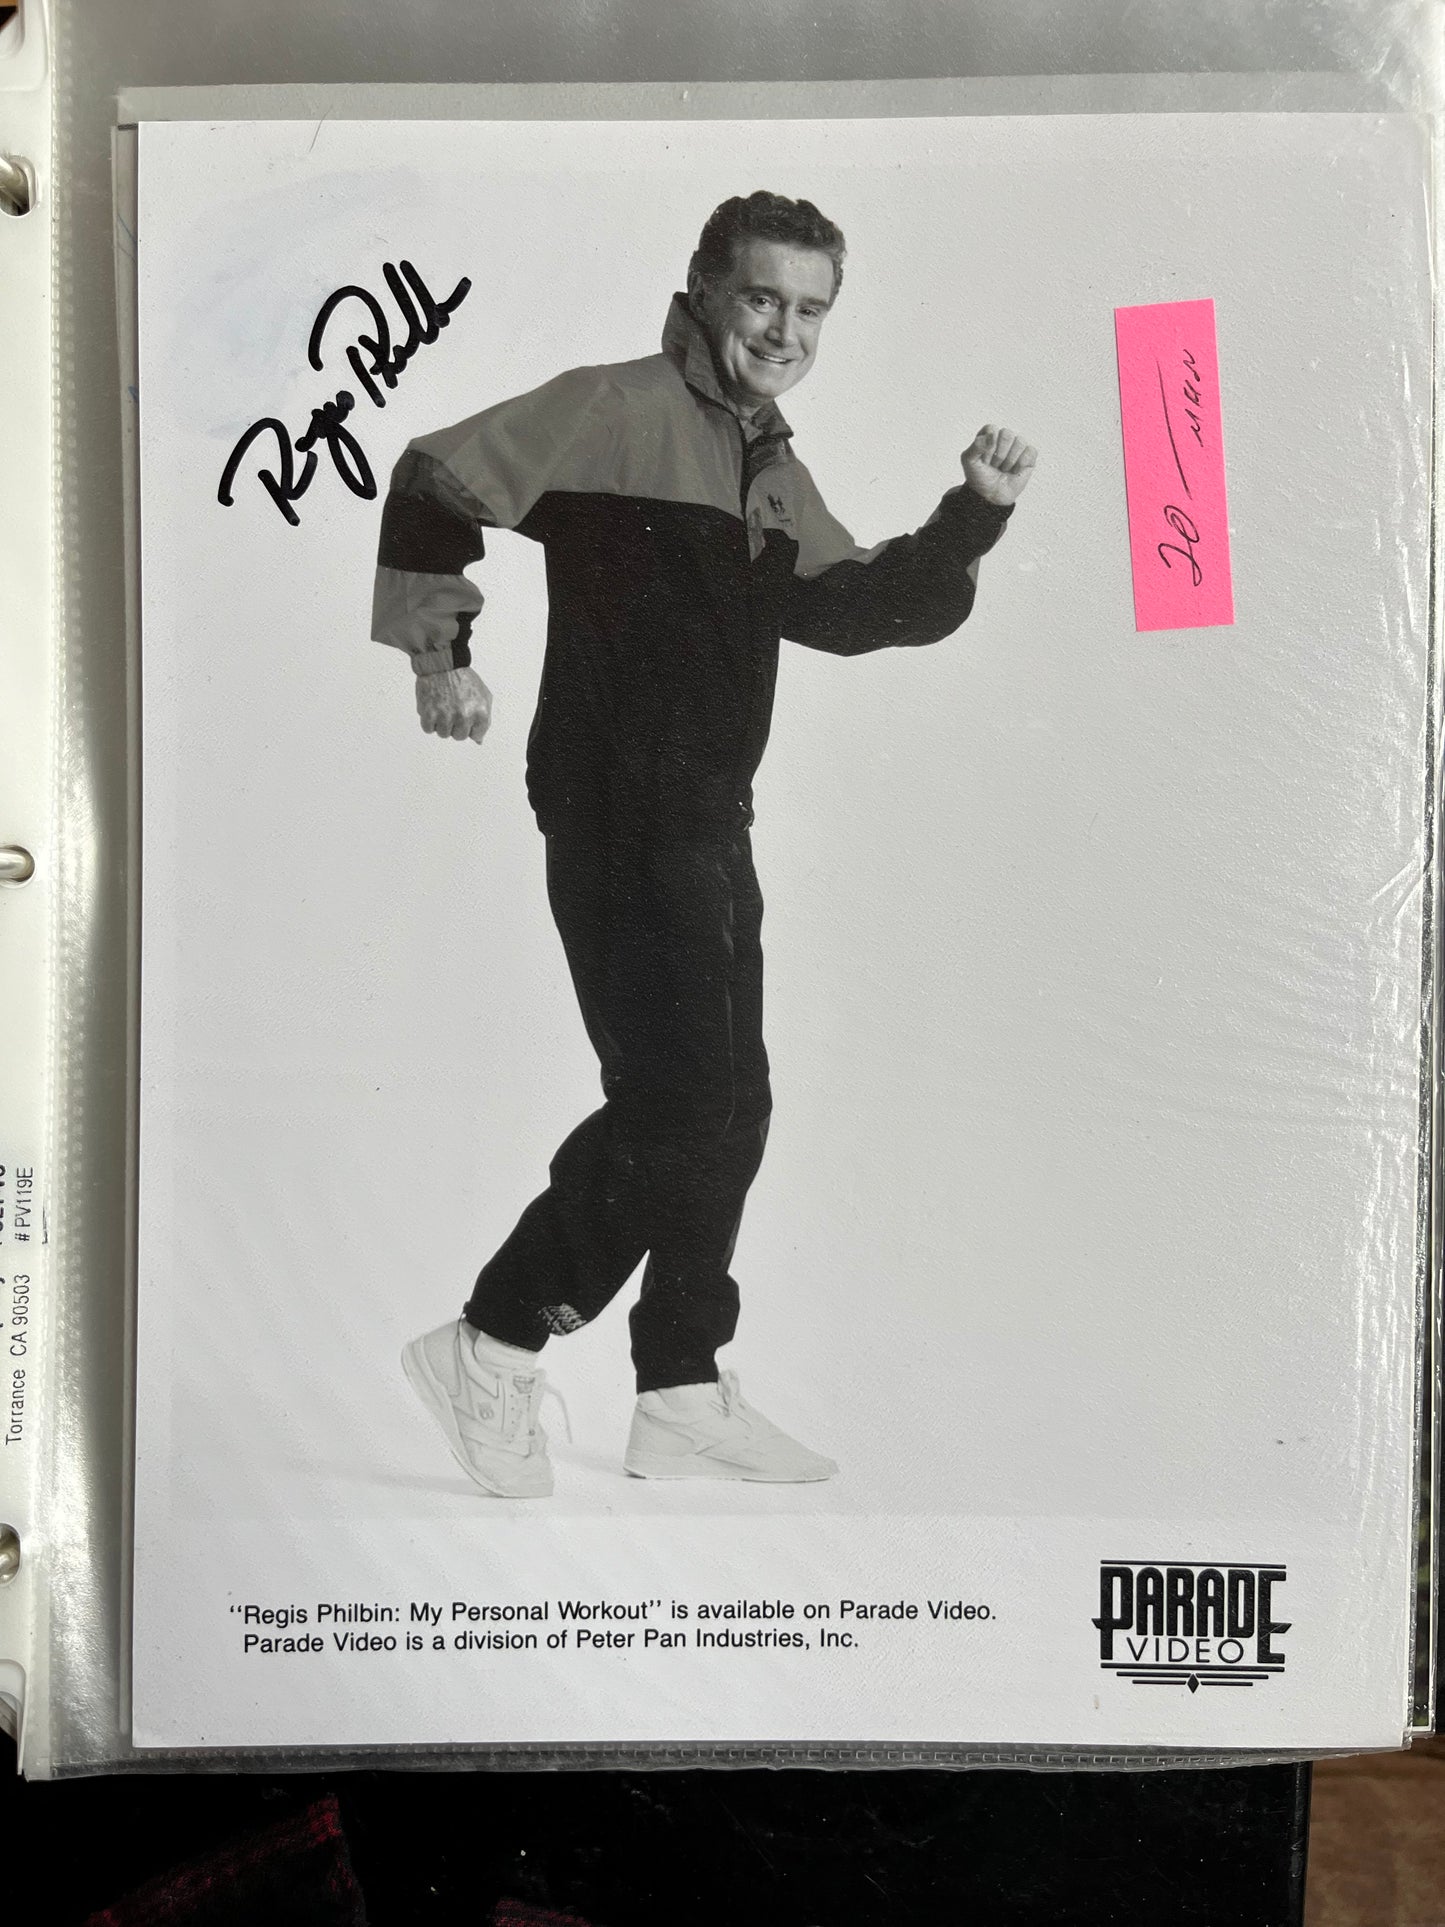 Regis Philbin
20 —
# PV119E
Torrance CA 90503
"Regis Philbin: My Personal Workout" is available on Parade Video.
Parade Video is a division of Peter Pan Industries, Inc.
PARADE
VIDEO